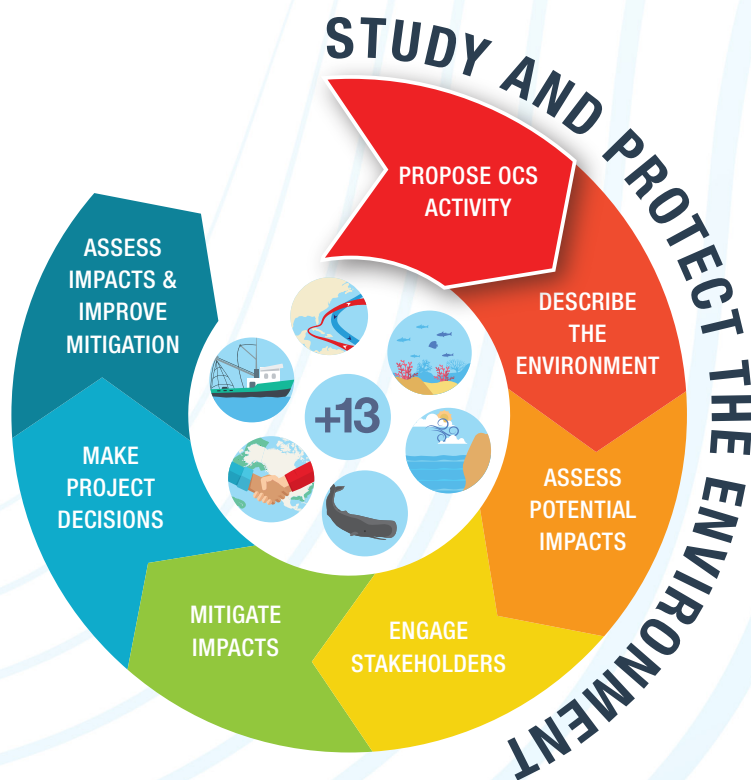 STUDY AND PROTECT THE ENVIRONMENT
PROPOSE OCS
ACTIVITY
DESCRIBE
THE
ENVIRONMENT
ASSESS
POTENTIAL
IMPACTS
ENGAGE
STAKEHOLDERS
MITIGATE
IMPACTS
MAKE
PROJECT
DECISIONS
ASSESS
IMPACTS &
IMPROVE
MITIGATION
+13